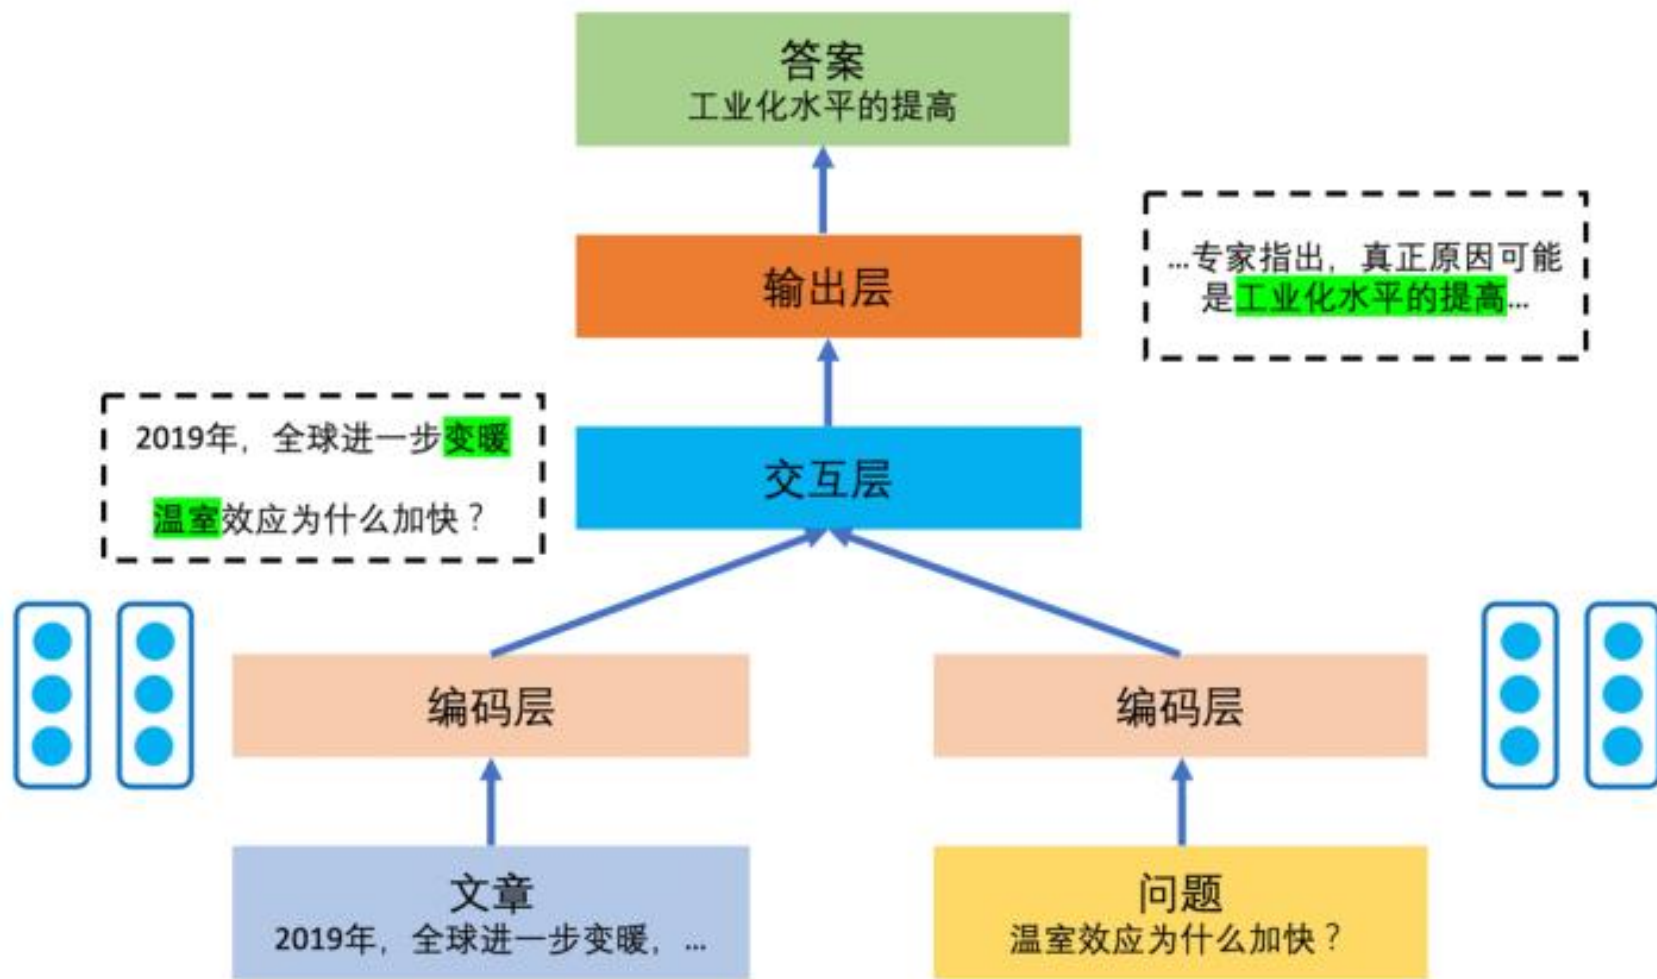 答案
工业化水平的提高
输出层
...专家指出，真正原因可能
是工业化水平的提高...
2019年，全球进一步变暖
温室效应为什么加快？
交互层
编码层
编码层
文章
2019年，全球进一步变暖，...
问题
温室效应为什么加快？